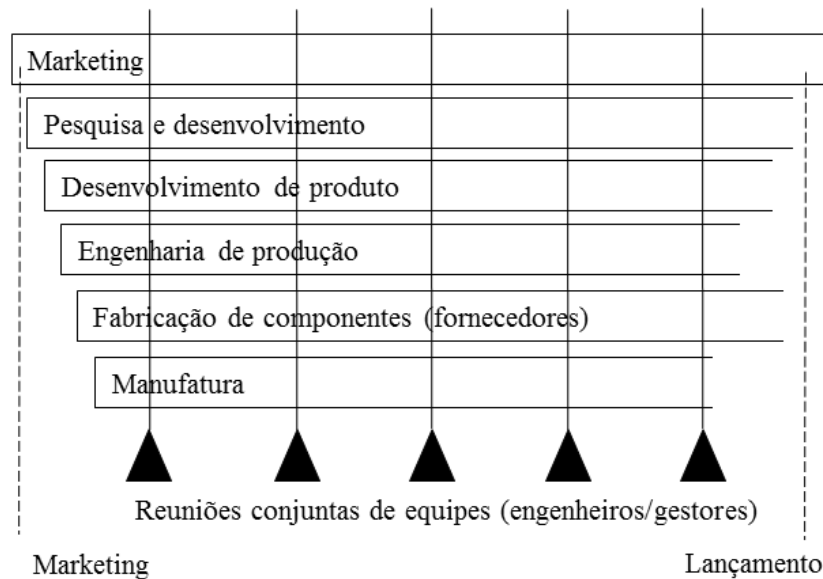 Marketing
Pesquisa e desenvolvimento
Desenvolvimento de produto
Engenharia de produção
Fabricação de componentes (fornecedores)
Manufatura
Reuniões conjuntas de equipes (engenheiros/gestores)
Marketing
Lançamento